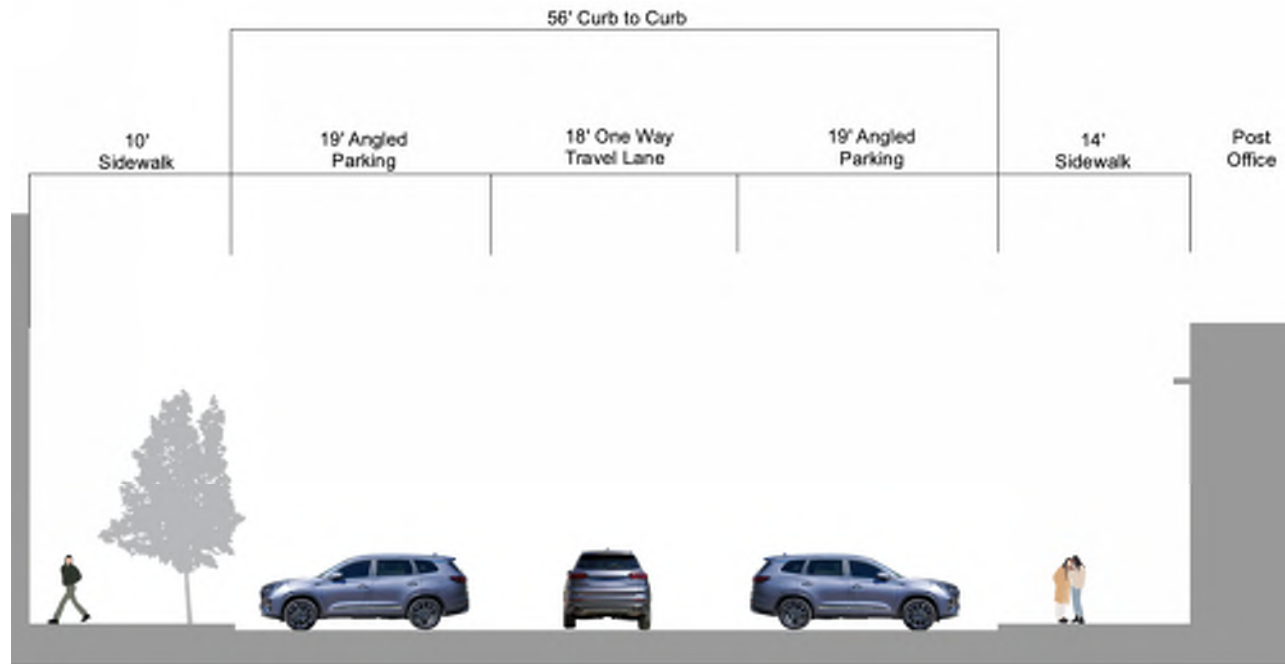 56' Curb to Curb
10'
Sidewalk
19' Angled
Parking
18' One Way
Travel Lane
19' Angled
Parking
14'
Sidewalk
Post
Office